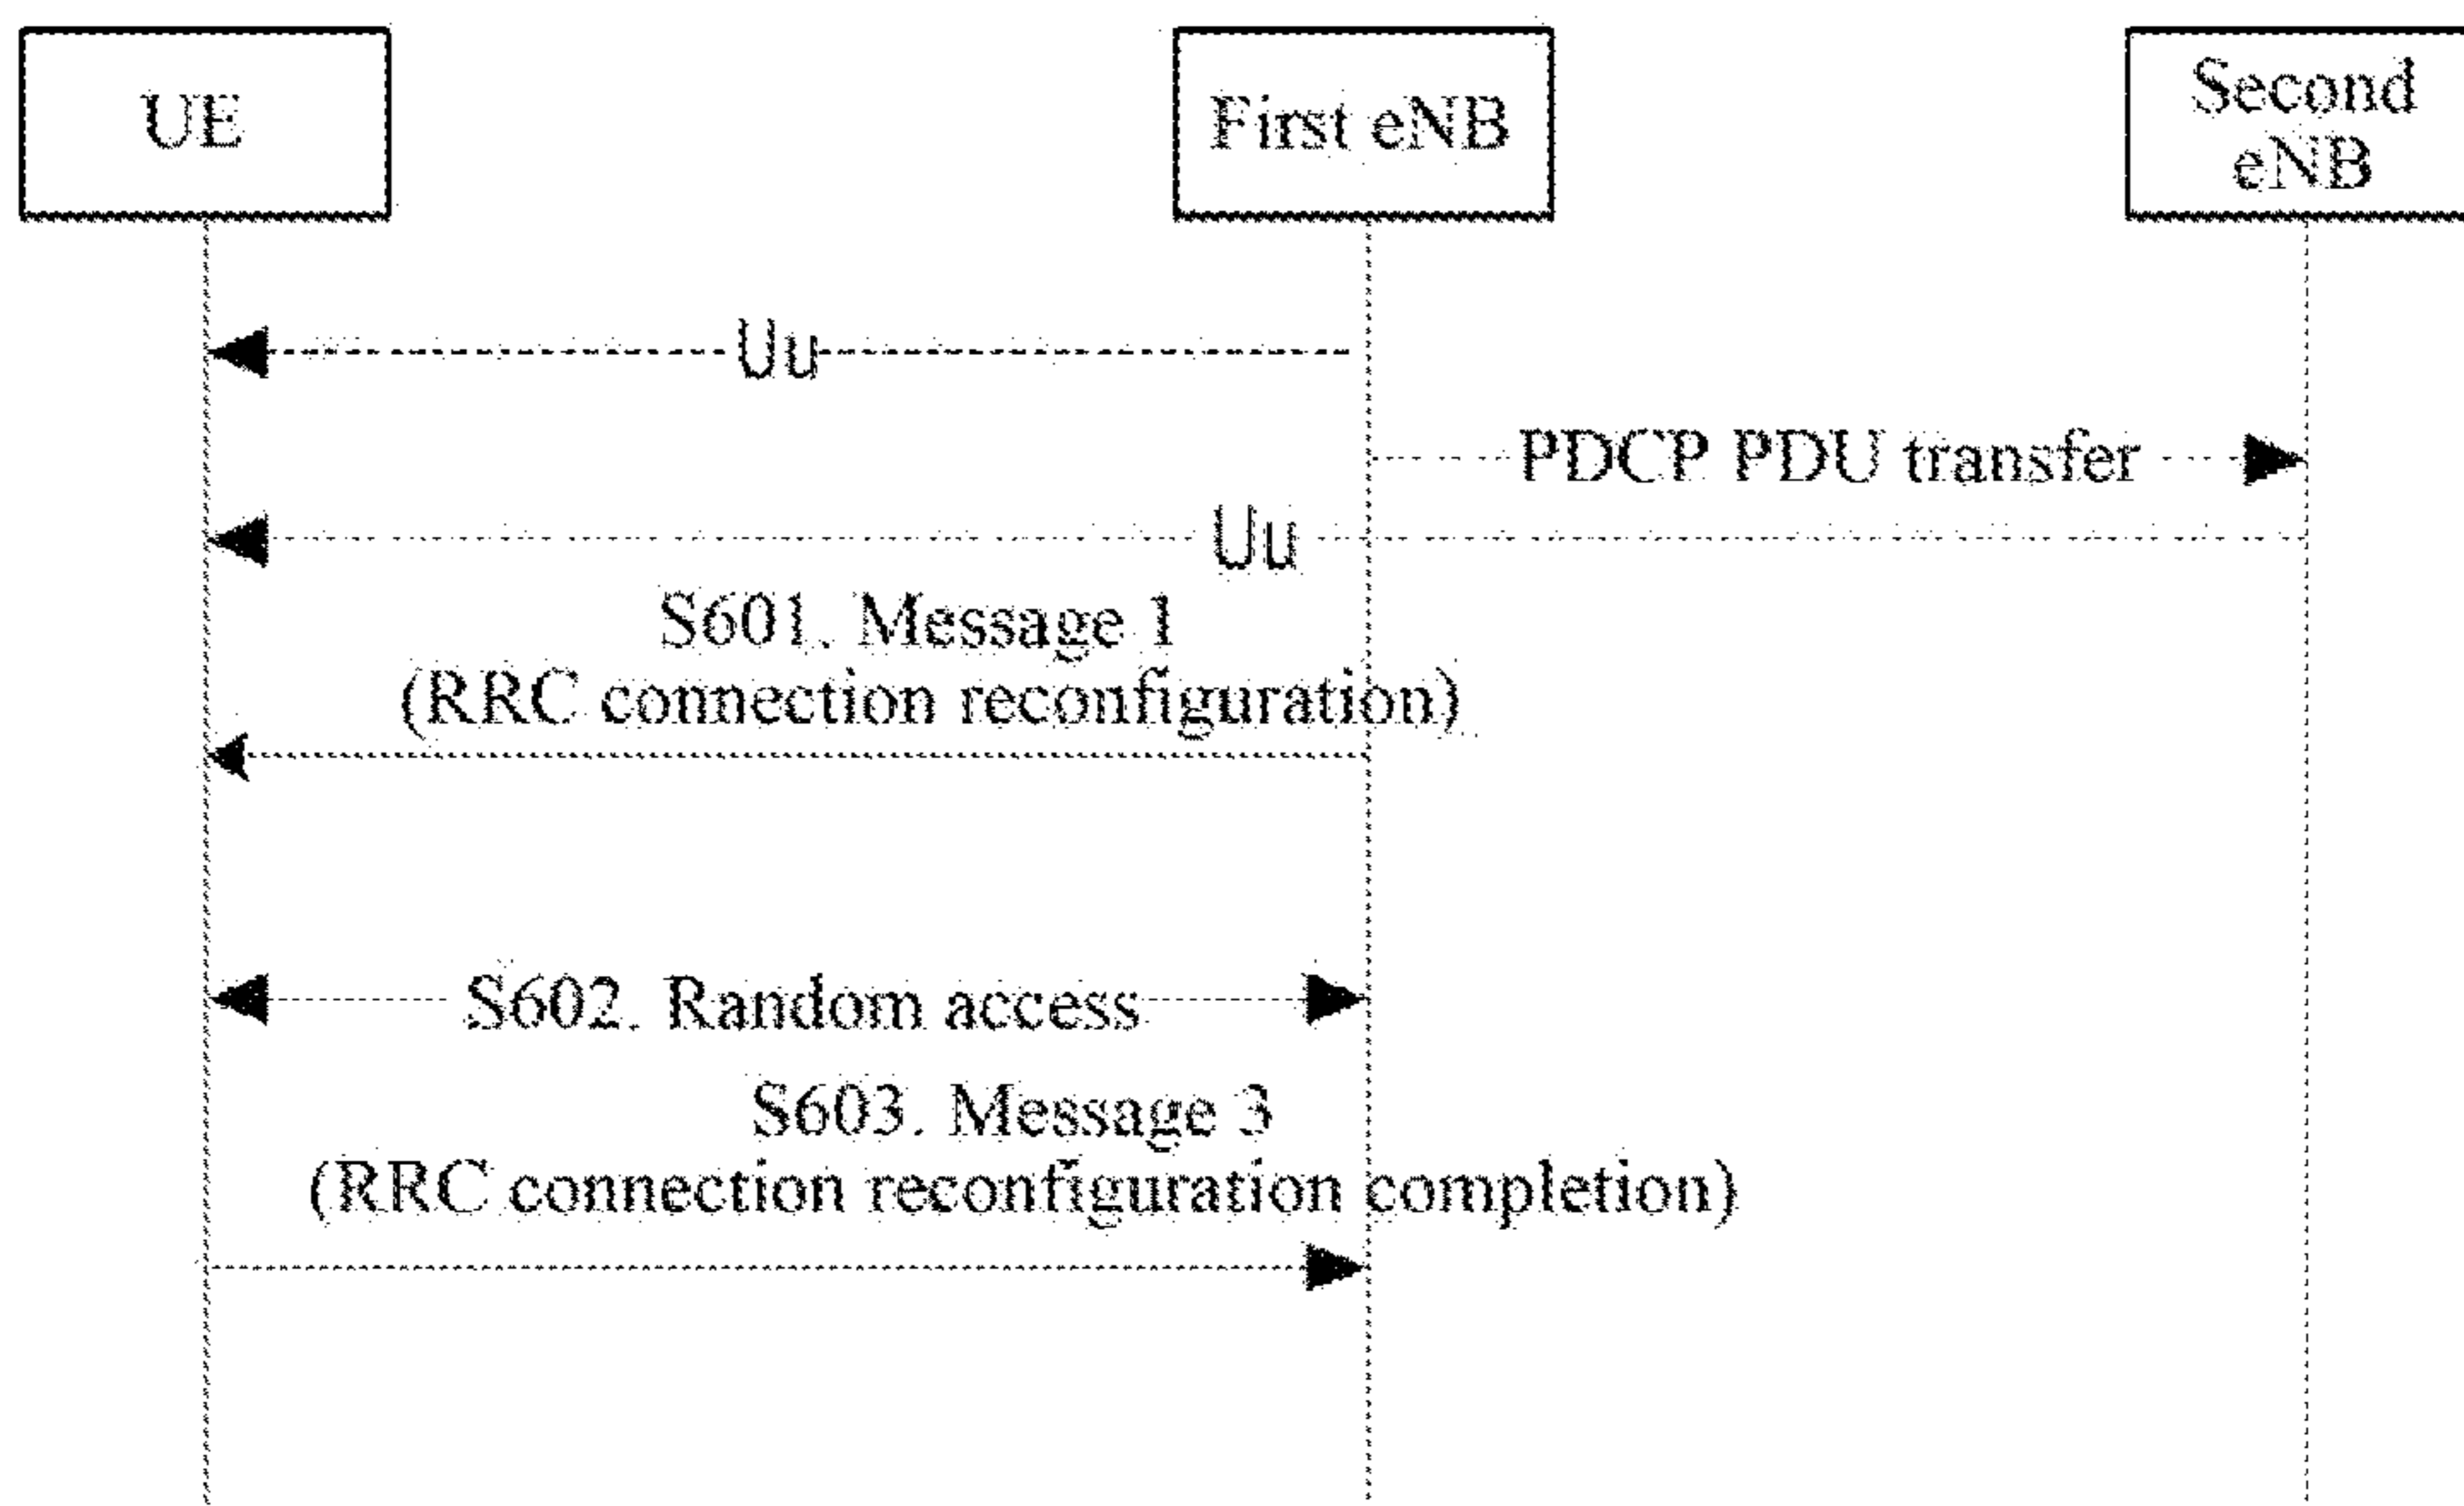 UE
First eNB
Second
eNB
Uu
PDCP PDU transfer
Uu
S601. Message 1
(RRC connection reconfiguration)
S602. Random access
S603. Message 3
(RRC connection reconfiguration completion)